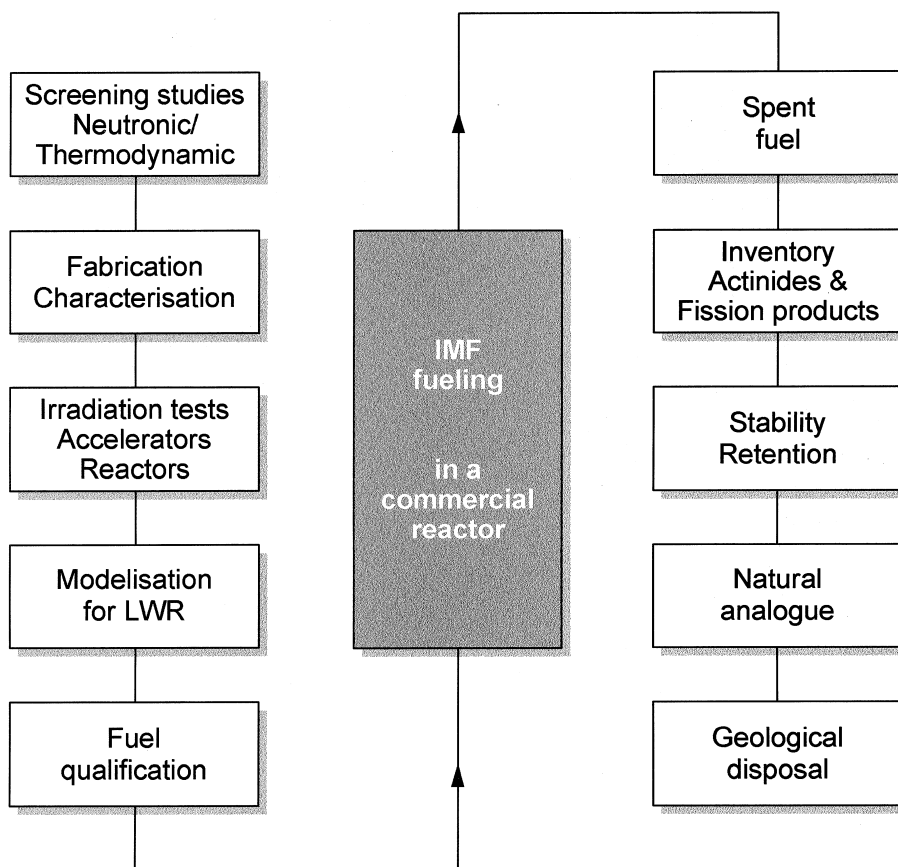 Screening studies
Neutronic/
Thermodynamic
Fabrication
Characterisation
Irradiation tests
Accelerators
Reactors
Modelisation
for LWR
Fuel
qualification
IMF
fueling
in a
commercial
reactor
Spent
fuel
Inventory
Actinides &
Fission products
Stability
Retention
Natural
analogue
Geological
disposal